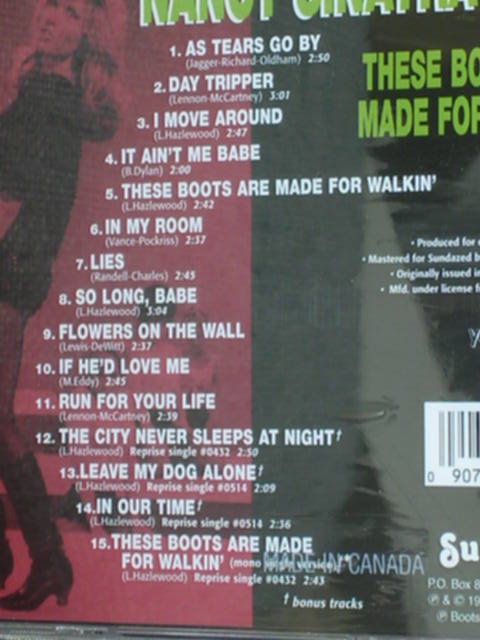 NANCY SINATRA
1. AS TEARS GO BY
(Jagger-Richard-Oldham) 2:50
2. DAY TRIPPER
(Lennon-McCartney) 3:01
3. I MOVE AROUND
(L.Hazlewood) 2:47
4. IT AIN'T ME BABE
(B.Dylan) 2:00
5. THESE BOOTS ARE MADE FOR WALKIN'
(L.Hazlewood) 2:42
6. IN MY ROOM
(Vance-Pockriss) 2:37
7. LIES
(Randell-Charles) 2:45
8. SO LONG, BABE
(L.Hazlewood) 3:04
9. FLOWERS ON THE WALL
(Lewis-DeWitt) 2:37
10. IF HE'D LOVE ME
(M.Eddy) 2:45
11. RUN FOR YOUR LIFE
(Lennon-McCartney) 2:39
12. THE CITY NEVER SLEEPS AT NIGHT†
(L.Hazlewood) Reprise single #0432 2:50
13. LEAVE MY DOG ALONE†
(L.Hazlewood) Reprise single #0514 2:09
14. IN OUR TIME†
(L.Hazlewood) Reprise single #0514 2:36
15. THESE BOOTS ARE MADE
FOR WALKIN' (mono
(L.Hazlewood) Reprise single #0432 2:43
† bonus tracks
MADE IN CANADA
THESE BO
MADE FOR
• Produced for
• Mastered for Sundazed b
• Originally issued i
• Mfd. under license f
0 907
Su
P.O. Box 8
℗ & © 19
℗ Boots